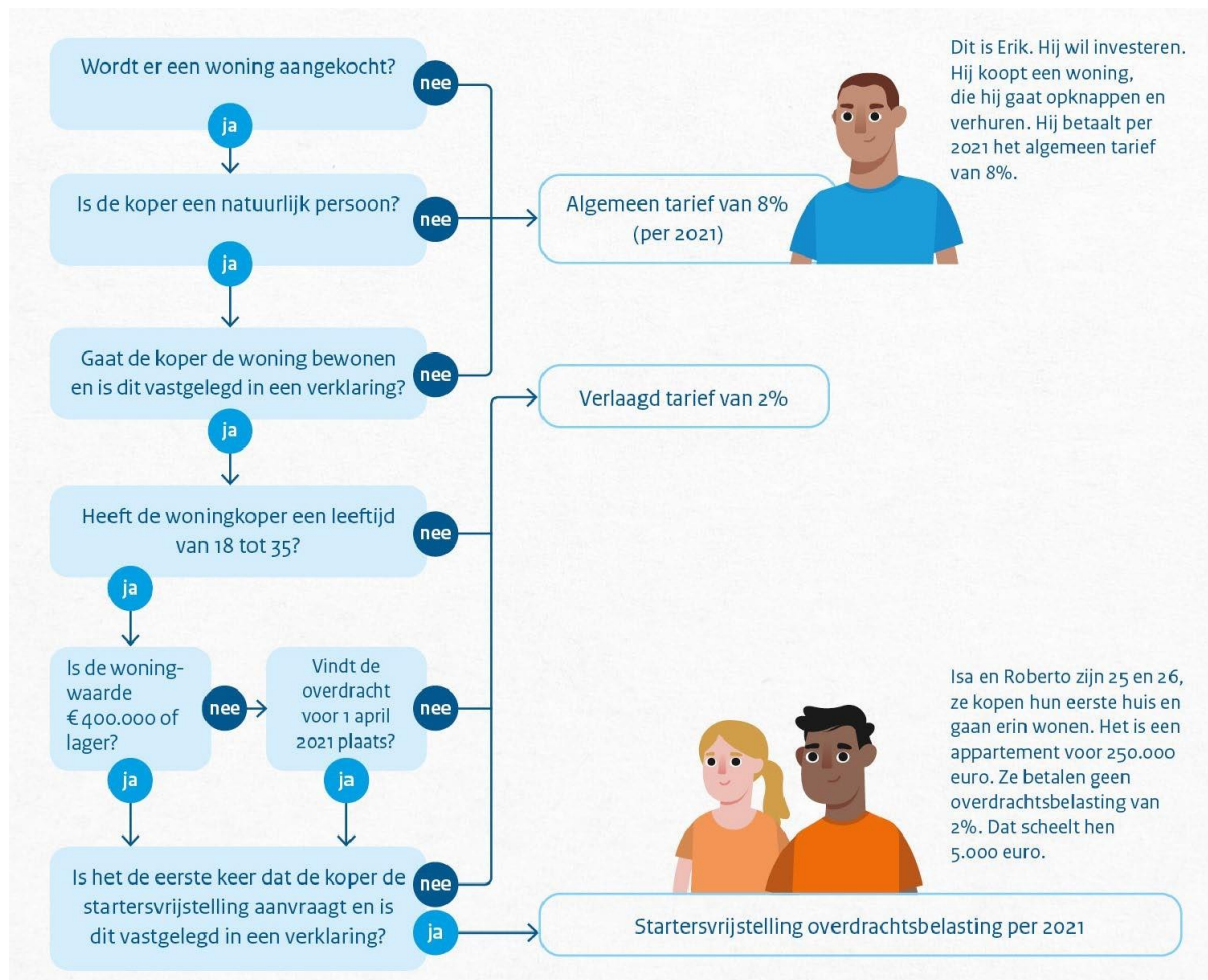 Wordt er een woning aangekocht?
nee
ja
Is de koper een natuurlijk persoon?
nee
ja
Gaat de koper de woning bewonen
en is dit vastgelegd in een verklaring?
nee
ja
Heeft de woningkoper een leeftijd
van 18 tot 35?
nee
ja
Is de woning-
waarde
€400.000 of
lager?
nee
ja
Vindt de
overdracht
voor 1 april
2021 plaats?
nee
ja
Is het de eerste keer dat de koper de
startersvrijstelling aanvraagt en is
dit vastgelegd in een verklaring?
nee
ja
Algemeen tarief van 8%
(per 2021)
Dit is Erik. Hij wil investeren.
Hij koopt een woning,
die hij gaat opknappen en
verhuren. Hij betaalt per
2021 het algemeen tarief
van 8%.
Verlaagd tarief van 2%
Isa en Roberto zijn 25 en 26,
ze kopen hun eerste huis en
gaan erin wonen. Het is een
appartement voor 250.000
euro. Ze betalen geen
overdrachtsbelasting van
2%. Dat scheelt hen
5.000 euro.
Startersvrijstelling overdrachtsbelasting per 2021